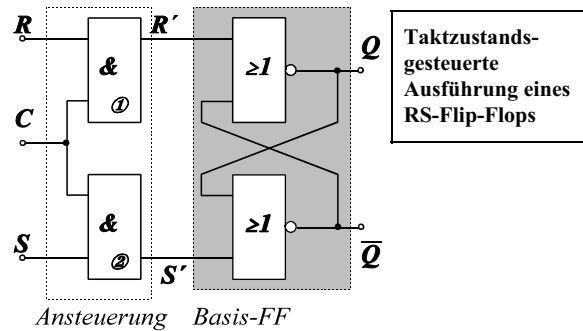 R
R´
Q
&
①
≥1
C
Taktzustands-
gesteuerte
Ausführung eines
RS-Flip-Flops
&
②
≥1
S
S´
Q̅
Ansteuerung
Basis-FF